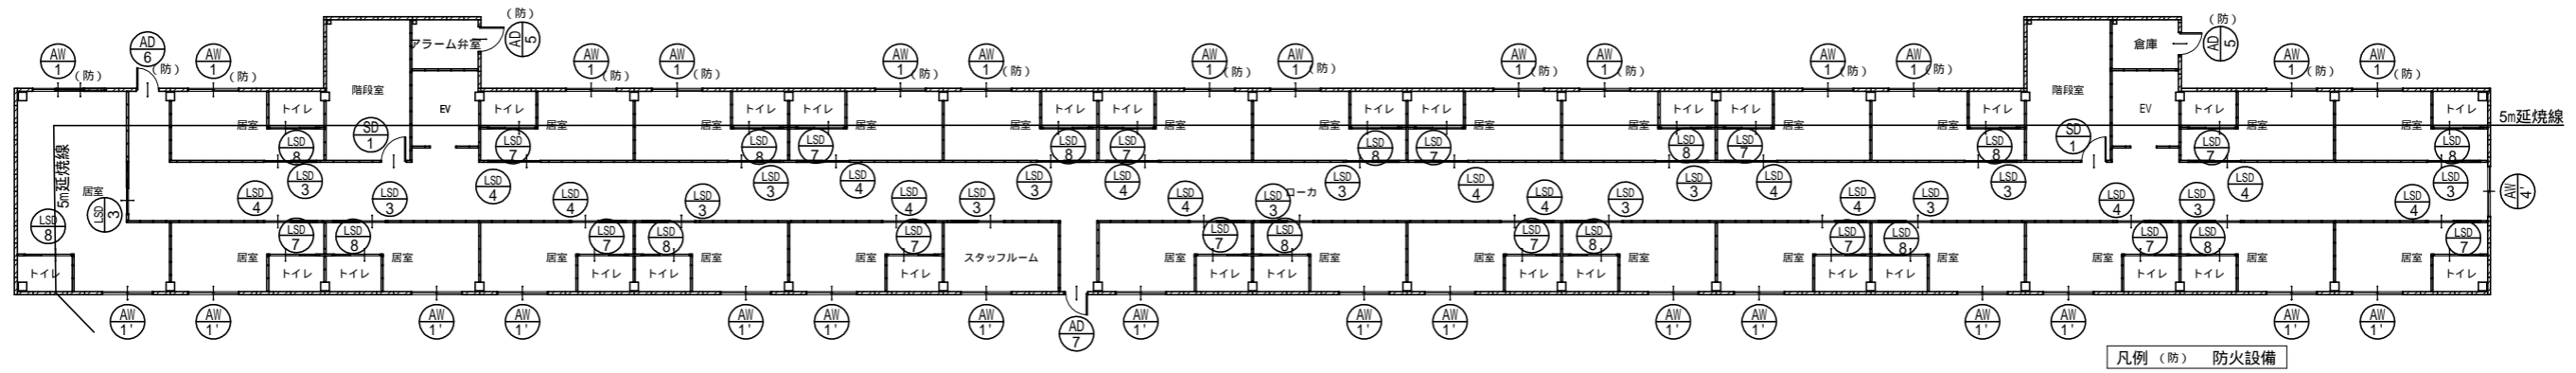 （防）
（防）
AW 1 （防）
AD 6 （防）
AW 1 （防）
アラーム弁室
AD 5
AW 1 （防）
AW 1 （防）
AW 1 （防）
AW 1 （防）
AW 1 （防）
AW 1 （防）
AW 1 （防）
AW 1 （防）
AW 1 （防）
AW 1 （防）
倉庫
AD 5
AW 1 （防）
AW 1 （防）
階段室
EV
階段室
EV
トイレ 居室
トイレ 居室
居室 トイレ
トイレ 居室
居室 トイレ
トイレ 居室
居室 トイレ
トイレ 居室
居室 トイレ
トイレ 居室
居室 トイレ
トイレ 居室
居室 トイレ
5m延焼線
SD 1
SD 1
LSD 8
LSD 7
LSD 8
LSD 7
LSD 8
LSD 7
LSD 8
LSD 7
LSD 8
LSD 7
LSD 8
LSD 7
LSD 8
LSD 3
LSD 4
LSD 3
LSD 4
LSD 3
LSD 4
LSD 3
LSD 4
LSD 3
LSD 4
LSD 3
LSD 4
LSD 3
5m延焼線
居室
LSD 3
LSD 4
LSD 3
LSD 4
LSD 3
LSD 4
LSD 3
LSD 4
LSD 3
ローカ
LSD 4
LSD 3
LSD 4
LSD 3
LSD 4
LSD 3
LSD 4
AW 4'
LSD 8
LSD 7
LSD 8
LSD 7
LSD 8
LSD 7
LSD 7
LSD 8
LSD 7
LSD 8
LSD 7
LSD 8
LSD 7
LSD 8
LSD 7
トイレ
居室 トイレ
トイレ 居室
居室 トイレ
トイレ 居室
居室 トイレ
スタッフルーム
居室 トイレ
トイレ 居室
居室 トイレ
トイレ 居室
居室 トイレ
トイレ 居室
居室 トイレ
トイレ 居室
居室 トイレ
AW 1'
AW 1'
AW 1'
AW 1'
AW 1'
AW 1'
AW 1'
AD 7
AW 1'
AW 1'
AW 1'
AW 1'
AW 1'
AW 1'
AW 1'
AW 1'
AW 1'
凡例 （防） 防火設備